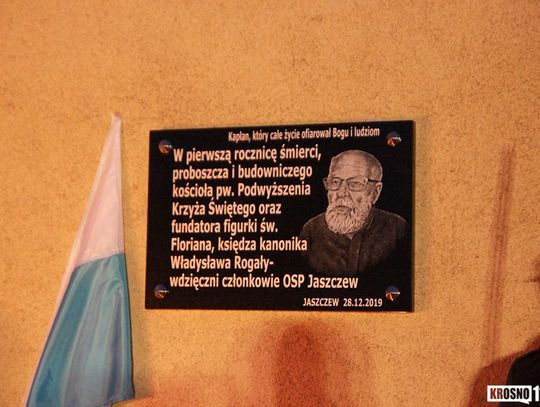 Kapłan, który całe życie ofiarował Bogu i ludziom
W pierwszą rocznicę śmierci,
proboszcza i budowniczego
kościoła pw. Podwyższenia
Krzyża Świętego oraz
fundatora figurki św.
Floriana, księdza kanonika
Władysława Rogały-
wdzięczni członkowie OSP Jaszczew
JASZCZEW 28.12.2019
KROSNO1